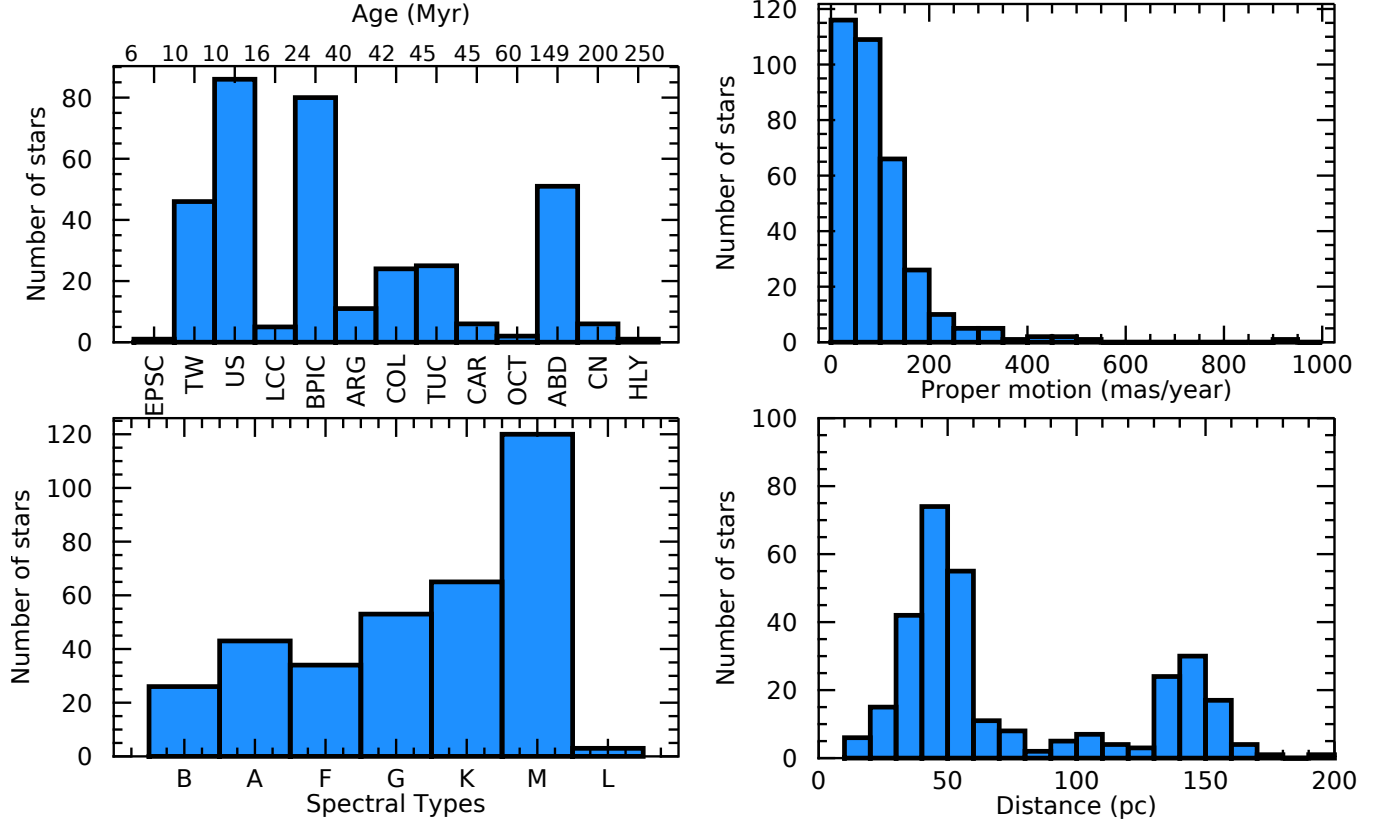 Age (Myr)
6 10 10 16 24 40 42 45 45 60 149 200 250
Number of stars
80
60
40
20
0
EPSC TW US LCC BPIC ARG COL TUC CAR OCT ABD CN HLY
Number of stars
120
100
80
60
40
20
0
0 200 400 600 800 1000
Proper motion (mas/year)
Number of stars
120
100
80
60
40
20
0
B A F G K M L
Spectral Types
Number of stars
100
80
60
40
20
0
0 50 100 150 200
Distance (pc)